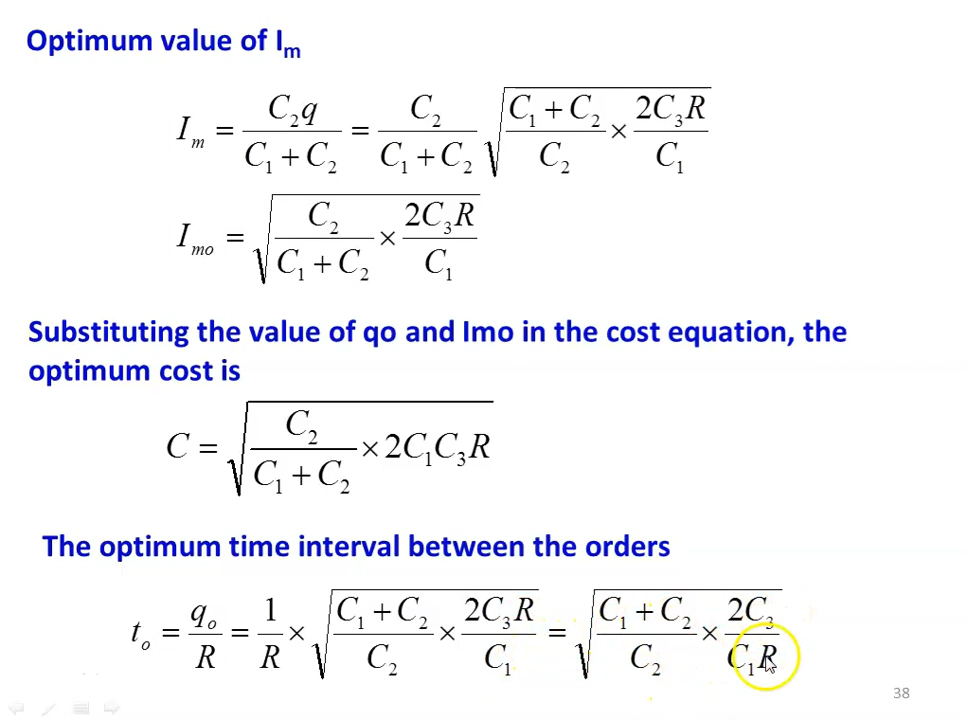 Optimum value of Iₘ
Iₘ = C₂q / (C₁ + C₂) = C₂ / (C₁ + C₂) √((C₁ + C₂) / C₂ × 2C₃R / C₁)
Iₘₒ = √(C₂ / (C₁ + C₂) × 2C₃R / C₁)
Substituting the value of qo and Imo in the cost equation, the
optimum cost is
C = √(C₂ / (C₁ + C₂) × 2C₁C₃R)
The optimum time interval between the orders
tₒ = qₒ / R = 1 / R × √((C₁ + C₂) / C₂ × 2C₃R / C₁) = √((C₁ + C₂) / C₂ × 2C₃ / C₁R)
38